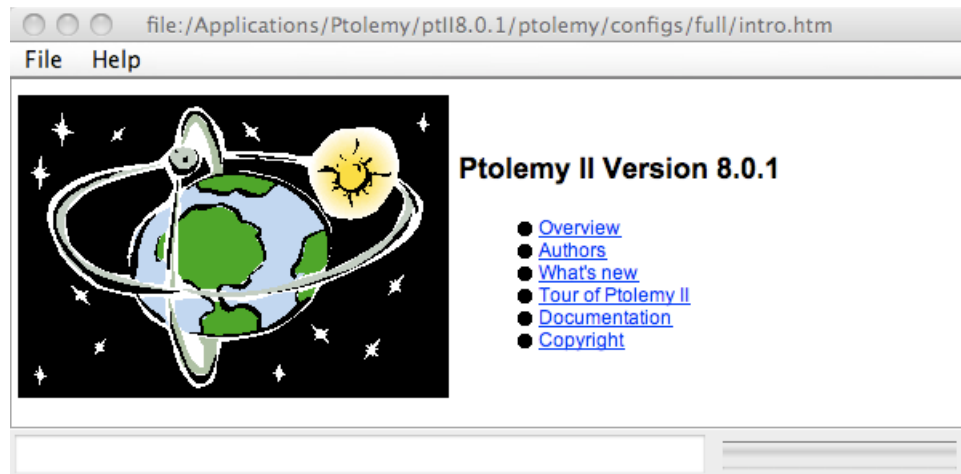 file:/Applications/Ptolemy/ptII8.0.1/ptolemy/configs/full/intro.htm
File Help
Ptolemy II Version 8.0.1
Overview
Authors
What's new
Tour of Ptolemy II
Documentation
Copyright